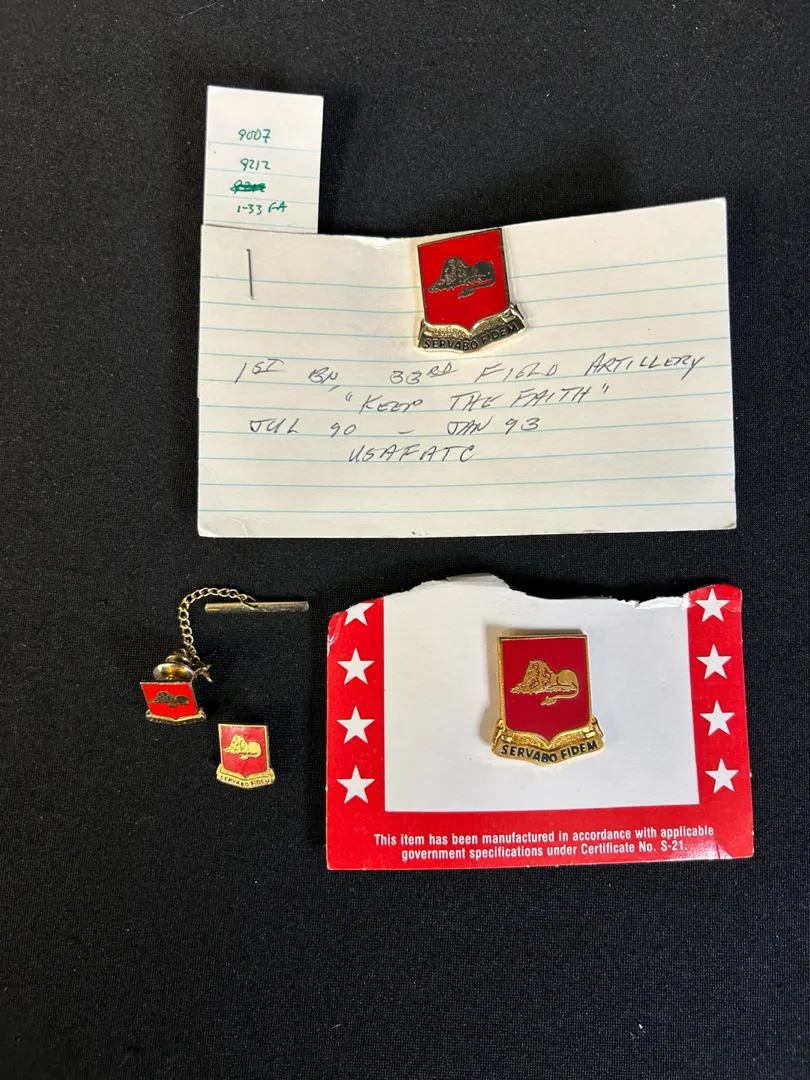 9007
9212
1-33 FA
SERVABO FIDEM
1ST BN, 33RD FIELD ARTILLERY
"KEEP THE FAITH"
JUL 90 - JAN 93
USAFATC
SERVABO FIDEM
SERVABO FIDEM
This item has been manufactured in accordance with applicable
government specifications under Certificate No. S-21.